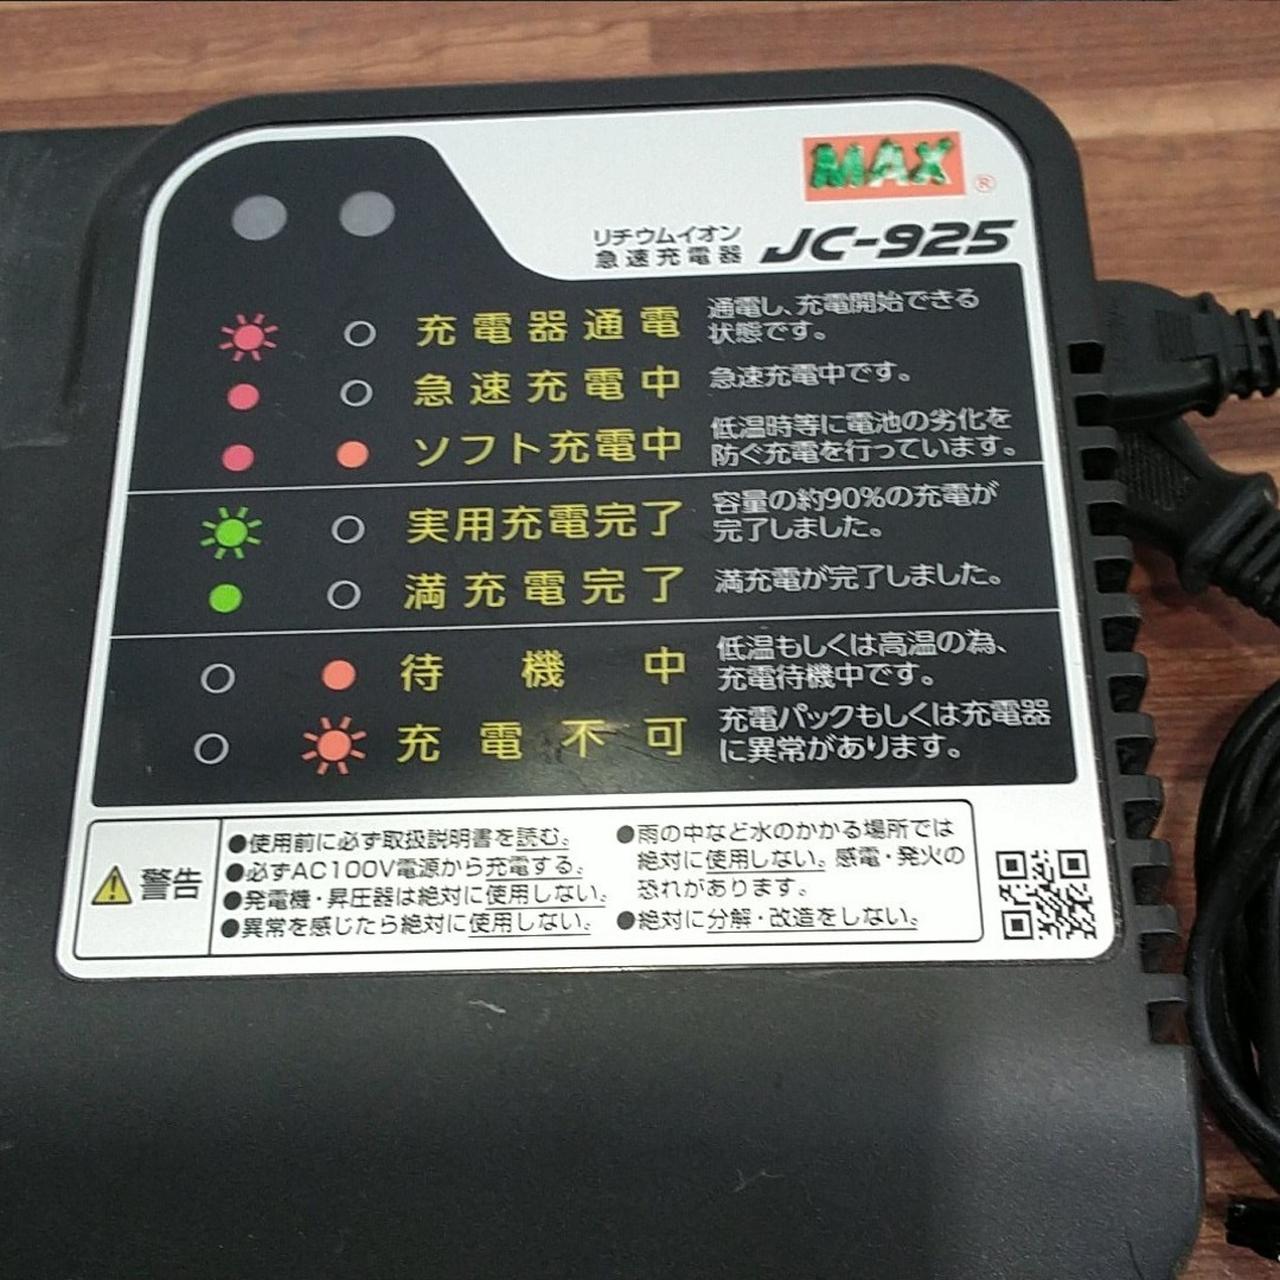 MAX®
リチウムイオン
急速充電器 JC-925
充電器通電 通電し、充電開始できる
状態です。
急速充電中 急速充電中です。
ソフト充電中 低温時等に電池の劣化を
防ぐ充電を行っています。
実用充電完了 容量の約90%の充電が
完了しました。
満充電完了 満充電が完了しました。
待機中 低温もしくは高温の為、
充電待機中です。
充電不可 充電パックもしくは充電器
に異常があります。
警告
●使用前に必ず取扱説明書を読む。
●必ずAC100V電源から充電する。
●発電機・昇圧器は絶対に使用しない。
●異常を感じたら絶対に使用しない。
●雨の中など水のかかる場所では
絶対に使用しない。感電・発火の
恐れがあります。
●絶対に分解・改造をしない。